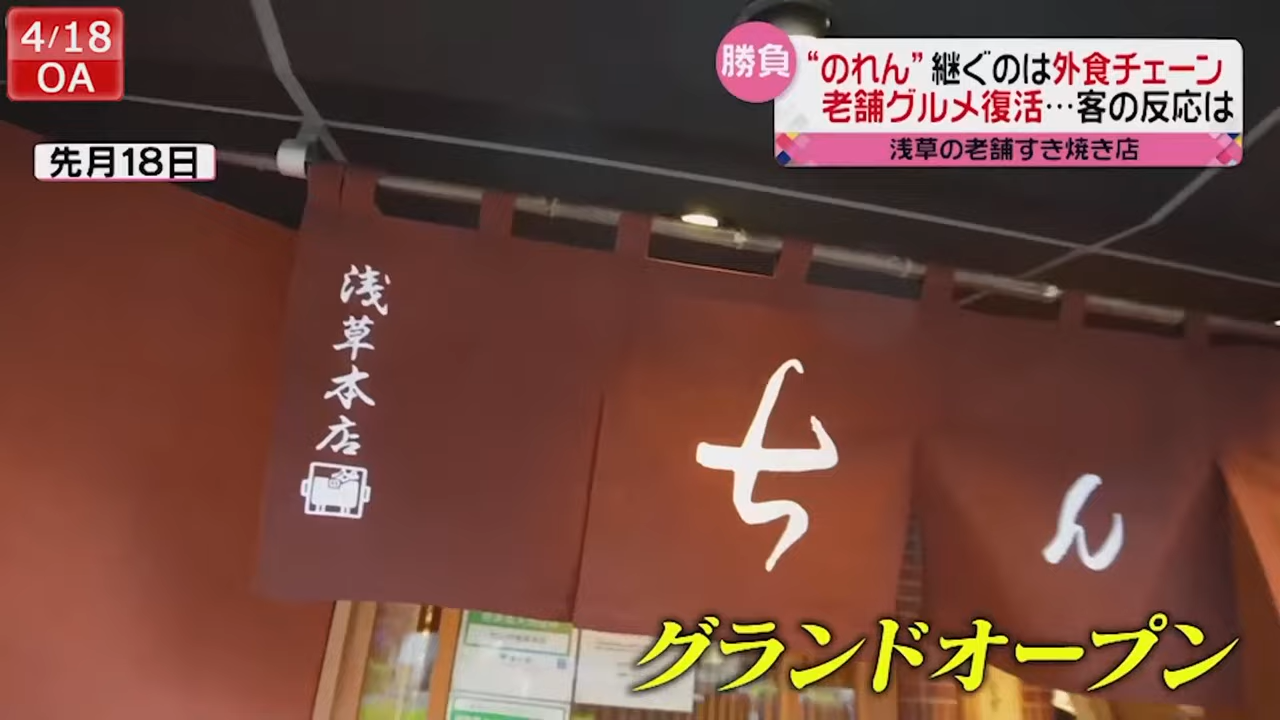 4/18
OA
先月18日
勝負
“のれん”継ぐのは外食チェーン
老舗グルメ復活…客の反応は
浅草の老舗すき焼き店
浅草本店
ちん
グランドオープン